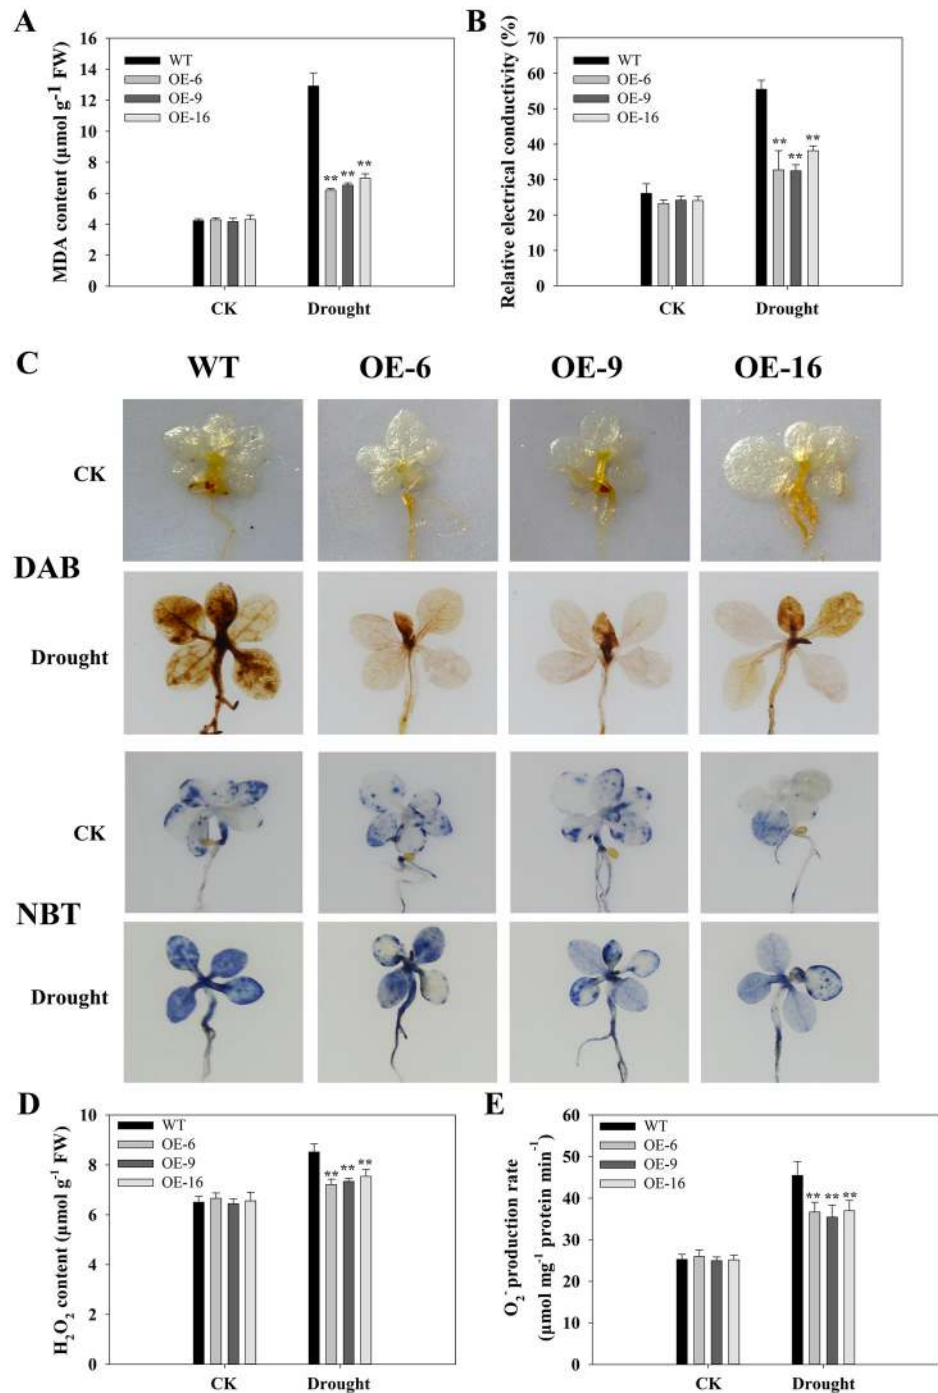 A
MDA content (µmol g⁻¹ FW)
16
14
12
10
8
6
4
2
0
WT
OE-6
OE-9
OE-16
** ** **
CK
Drought
B
Relative electrical conductivity (%)
70
60
50
40
30
20
10
0
WT
OE-6
OE-9
OE-16
** ** **
CK
Drought
C
WT
OE-6
OE-9
OE-16
CK
DAB
Drought
CK
NBT
Drought
D
H₂O₂ content (µmol g⁻¹ FW)
10
8
6
4
2
0
WT
OE-6
OE-9
OE-16
** ** **
CK
Drought
E
O₂⁻ production rate
(µmol mg⁻¹ protein min⁻¹)
60
50
40
30
20
10
0
WT
OE-6
OE-9
OE-16
** ** **
CK
Drought